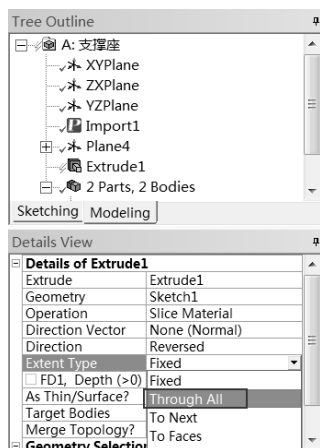 Tree Outline
A: 支撑座
XYPlane
ZXPlane
YZPlane
Import1
Plane4
Extrude1
2 Parts, 2 Bodies
Sketching Modeling
Details View
Details of Extrude1
Extrude Extrude1
Geometry Sketch1
Operation Slice Material
Direction Vector None (Normal)
Direction Reversed
Extent Type Fixed
FD1, Depth (>0) Fixed
As Thin/Surface? Through All
Target Bodies To Next
Merge Topology? To Faces
Geometry Selection